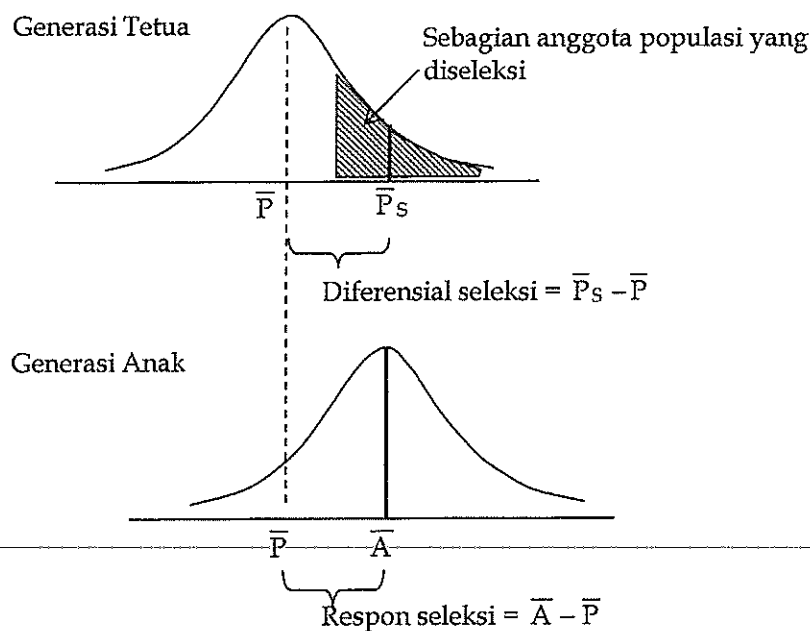 Generasi Tetua
Sebagian anggota populasi yang
diseleksi
P̅
P̅s
Diferensial seleksi = P̅s – P̅
Generasi Anak
P̅
A̅
Respon seleksi = A̅ – P̅